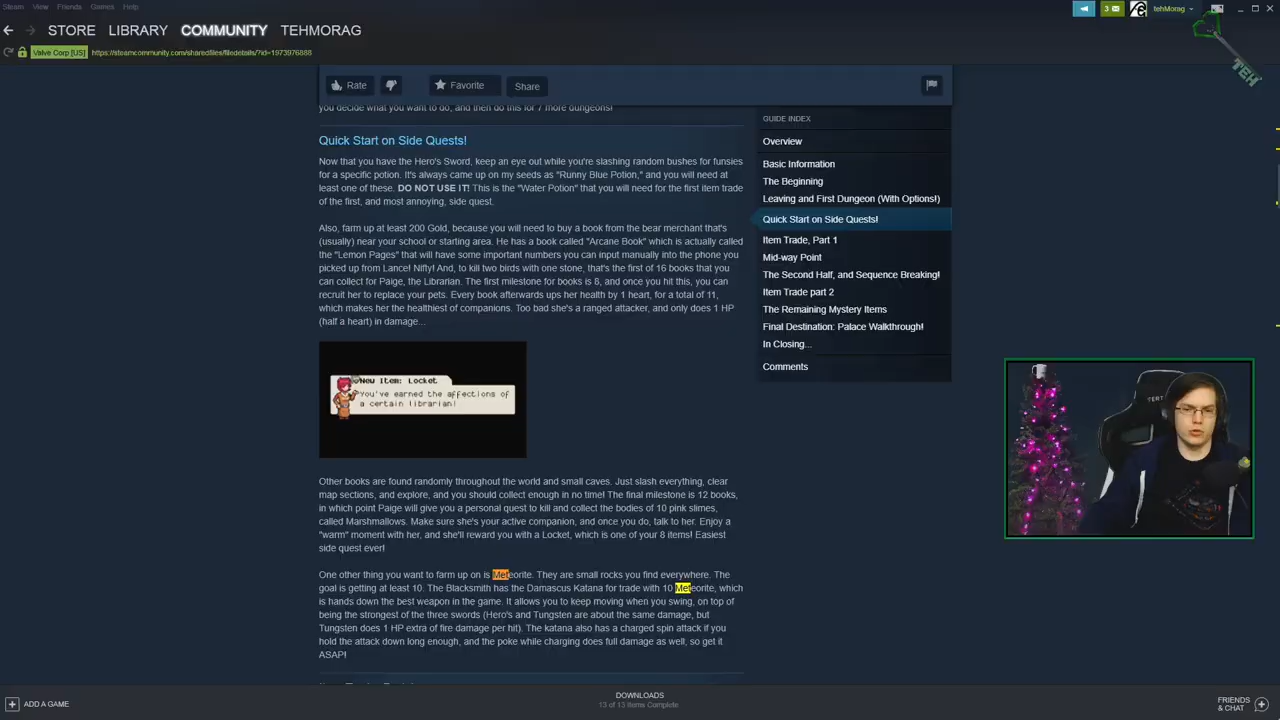 Steam View Friends Games Help
3
tehMorag
STORE LIBRARY COMMUNITY TEHMORAG
TEH
Valve Corp [US] https://steamcommunity.com/sharedfiles/filedetails/?id=1973976888
Rate Favorite Share
you decide what you want to do, and then do this for 7 more dungeons!
Quick Start on Side Quests!
Now that you have the Hero's Sword, keep an eye out while you're slashing random bushes for funsies
for a specific potion. It's always came up on my seeds as "Runny Blue Potion," and you will need at
least one of these. DO NOT USE IT! This is the "Water Potion" that you will need for the first item trade
of the first, and most annoying, side quest.
Also, farm up at least 200 Gold, because you will need to buy a book from the bear merchant that's
(usually) near your school or starting area. He has a book called "Arcane Book" which is actually called
the "Lemon Pages" that will have some important numbers you can input manually into the phone you
picked up from Lance! Nifty! And, to kill two birds with one stone, that's the first of 16 books that you
can collect for Paige, the Librarian. The first milestone for books is 8, and once you hit this, you can
recruit her to replace your pets. Every book afterwards ups her health by 1 heart, for a total of 11,
which makes her the healthiest of companions. Too bad she's a ranged attacker, and only does 1 HP
(half a heart) in damage...
New Item: Locket
You've earned the affections of
a certain librarian!
Other books are found randomly throughout the world and small caves. Just slash everything, clear
map sections, and explore, and you should collect enough in no time! The final milestone is 12 books,
in which point Paige will give you a personal quest to kill and collect the bodies of 10 pink slimes,
called Marshmallows. Make sure she's your active companion, and once you do, talk to her. Enjoy a
"warm" moment with her, and she'll reward you with a Locket, which is one of your 8 items! Easiest
side quest ever!
One other thing you want to farm up on is Meteorite. They are small rocks you find everywhere. The
goal is getting at least 10. The Blacksmith has the Damascus Katana for trade with 10 Meteorite, which
is hands down the best weapon in the game. It allows you to keep moving when you swing, on top of
being the strongest of the three swords (Hero's and Tungsten are about the same damage, but
Tungsten does 1 HP extra of fire damage per hit). The katana also has a charged spin attack if you
hold the attack down long enough, and the poke while charging does full damage as well, so get it
ASAP!
GUIDE INDEX
Overview
Basic Information
The Beginning
Leaving and First Dungeon (With Options!)
Quick Start on Side Quests!
Item Trade, Part 1
Mid-way Point
The Second Half, and Sequence Breaking!
Item Trade part 2
The Remaining Mystery Items
Final Destination: Palace Walkthrough!
In Closing...
Comments
ADD A GAME
DOWNLOADS
13 of 13 Items Complete
FRIENDS
& CHAT